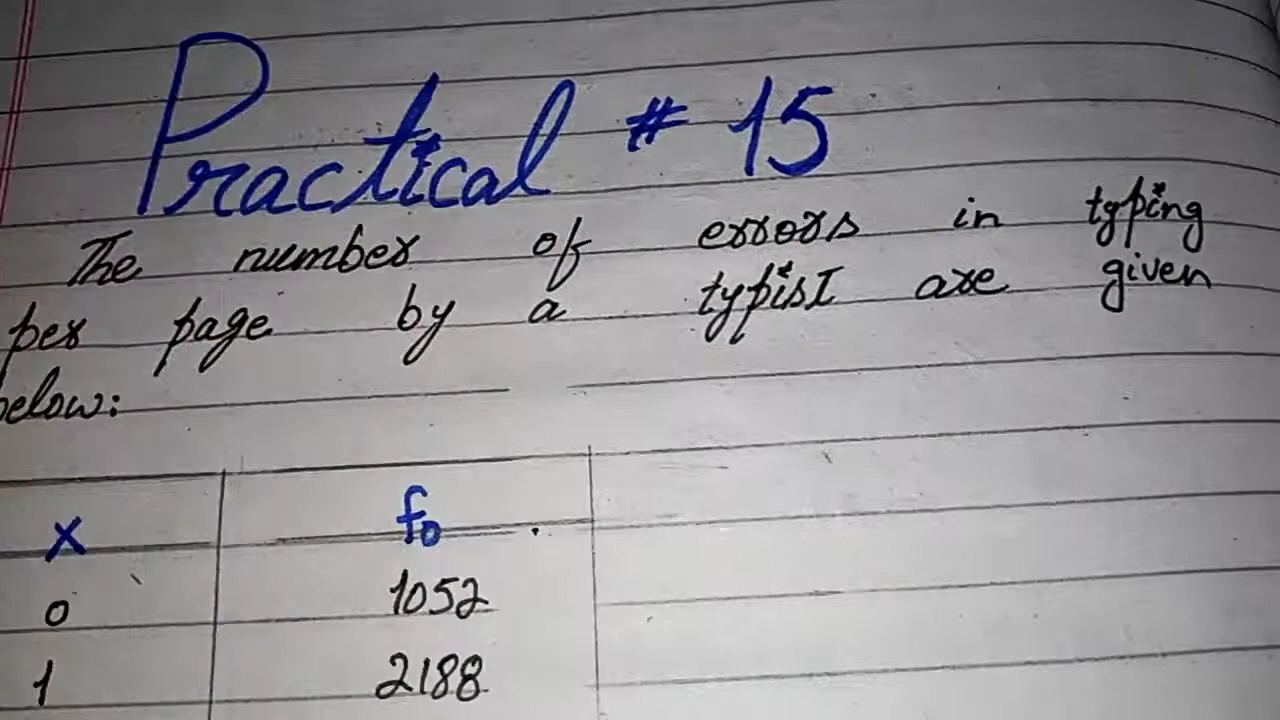 Practical # 15
The number of errors in typing
per page by a typist are given
below:
X fo
0 1052
1 2188